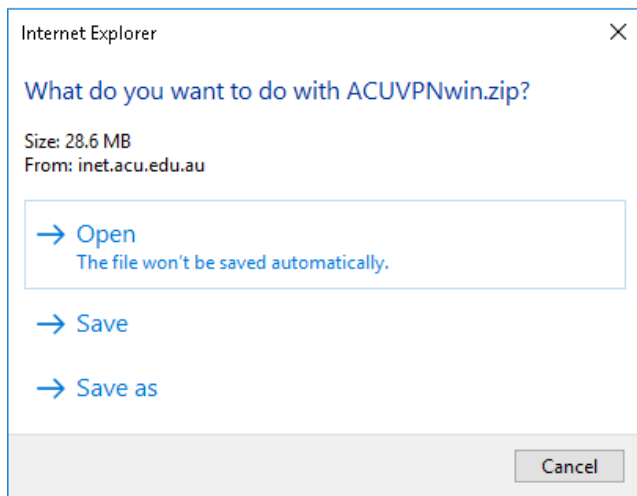 Internet Explorer
What do you want to do with ACUVPNwin.zip?
Size: 28.6 MB
From: inet.acu.edu.au
Open
The file won't be saved automatically.
Save
Save as
Cancel